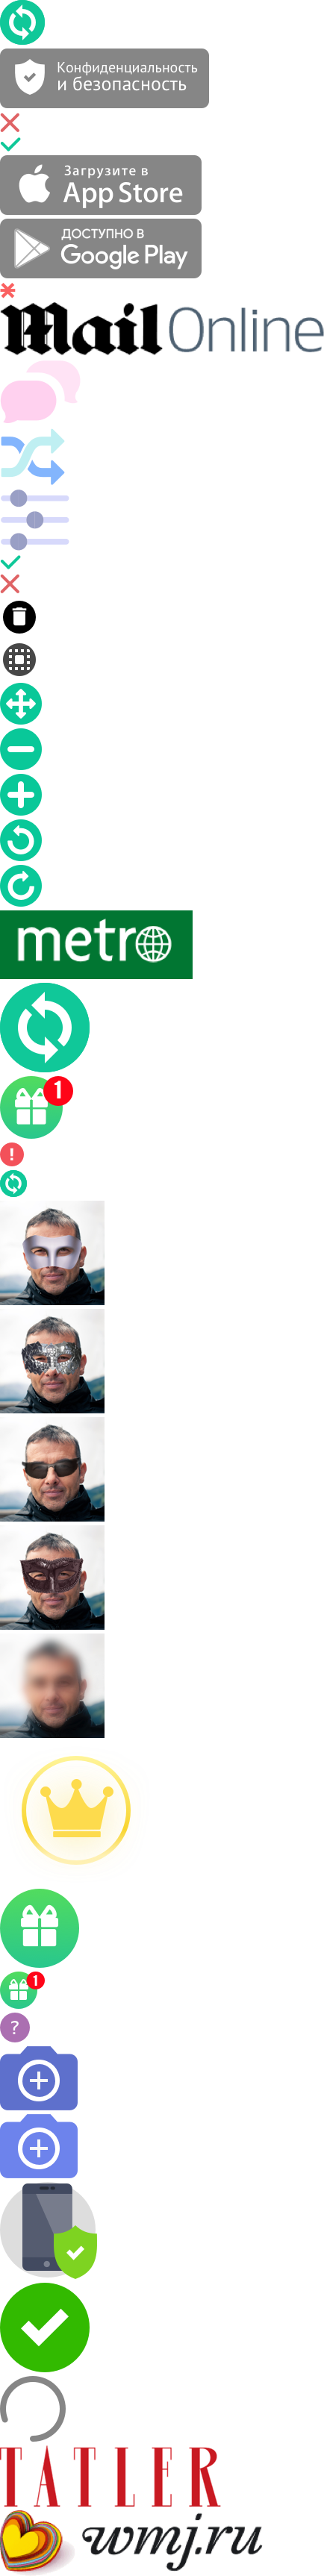 Конфиденциальность
и безопасность
Загрузите в
App Store
ДОСТУПНО В
Google Play
Mail Online
metro
1
!
1
?
TATLER
wmj.ru